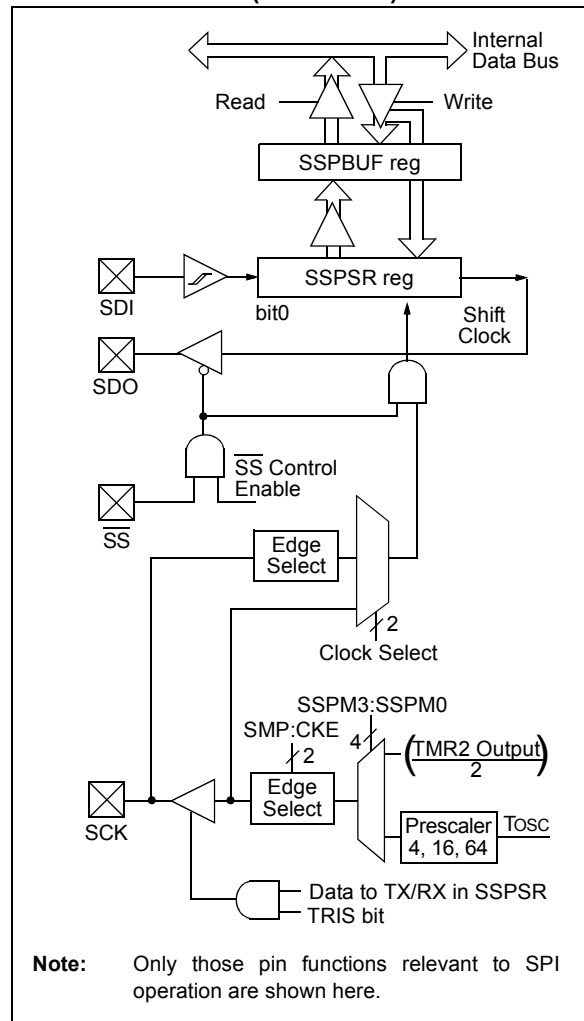 Internal
Data Bus
Read
Write
SSPBUF reg
SSPSR reg
SDI
bit0
Shift
Clock
SDO
SS Control
Enable
SS
Edge
Select
2
Clock Select
SSPM3:SSPM0
SMP:CKE
4
(TMR2 Output
2)
2
Edge
Select
SCK
Prescaler
4, 16, 64
TOSC
Data to TX/RX in SSPSR
TRIS bit
Note: Only those pin functions relevant to SPI
operation are shown here.